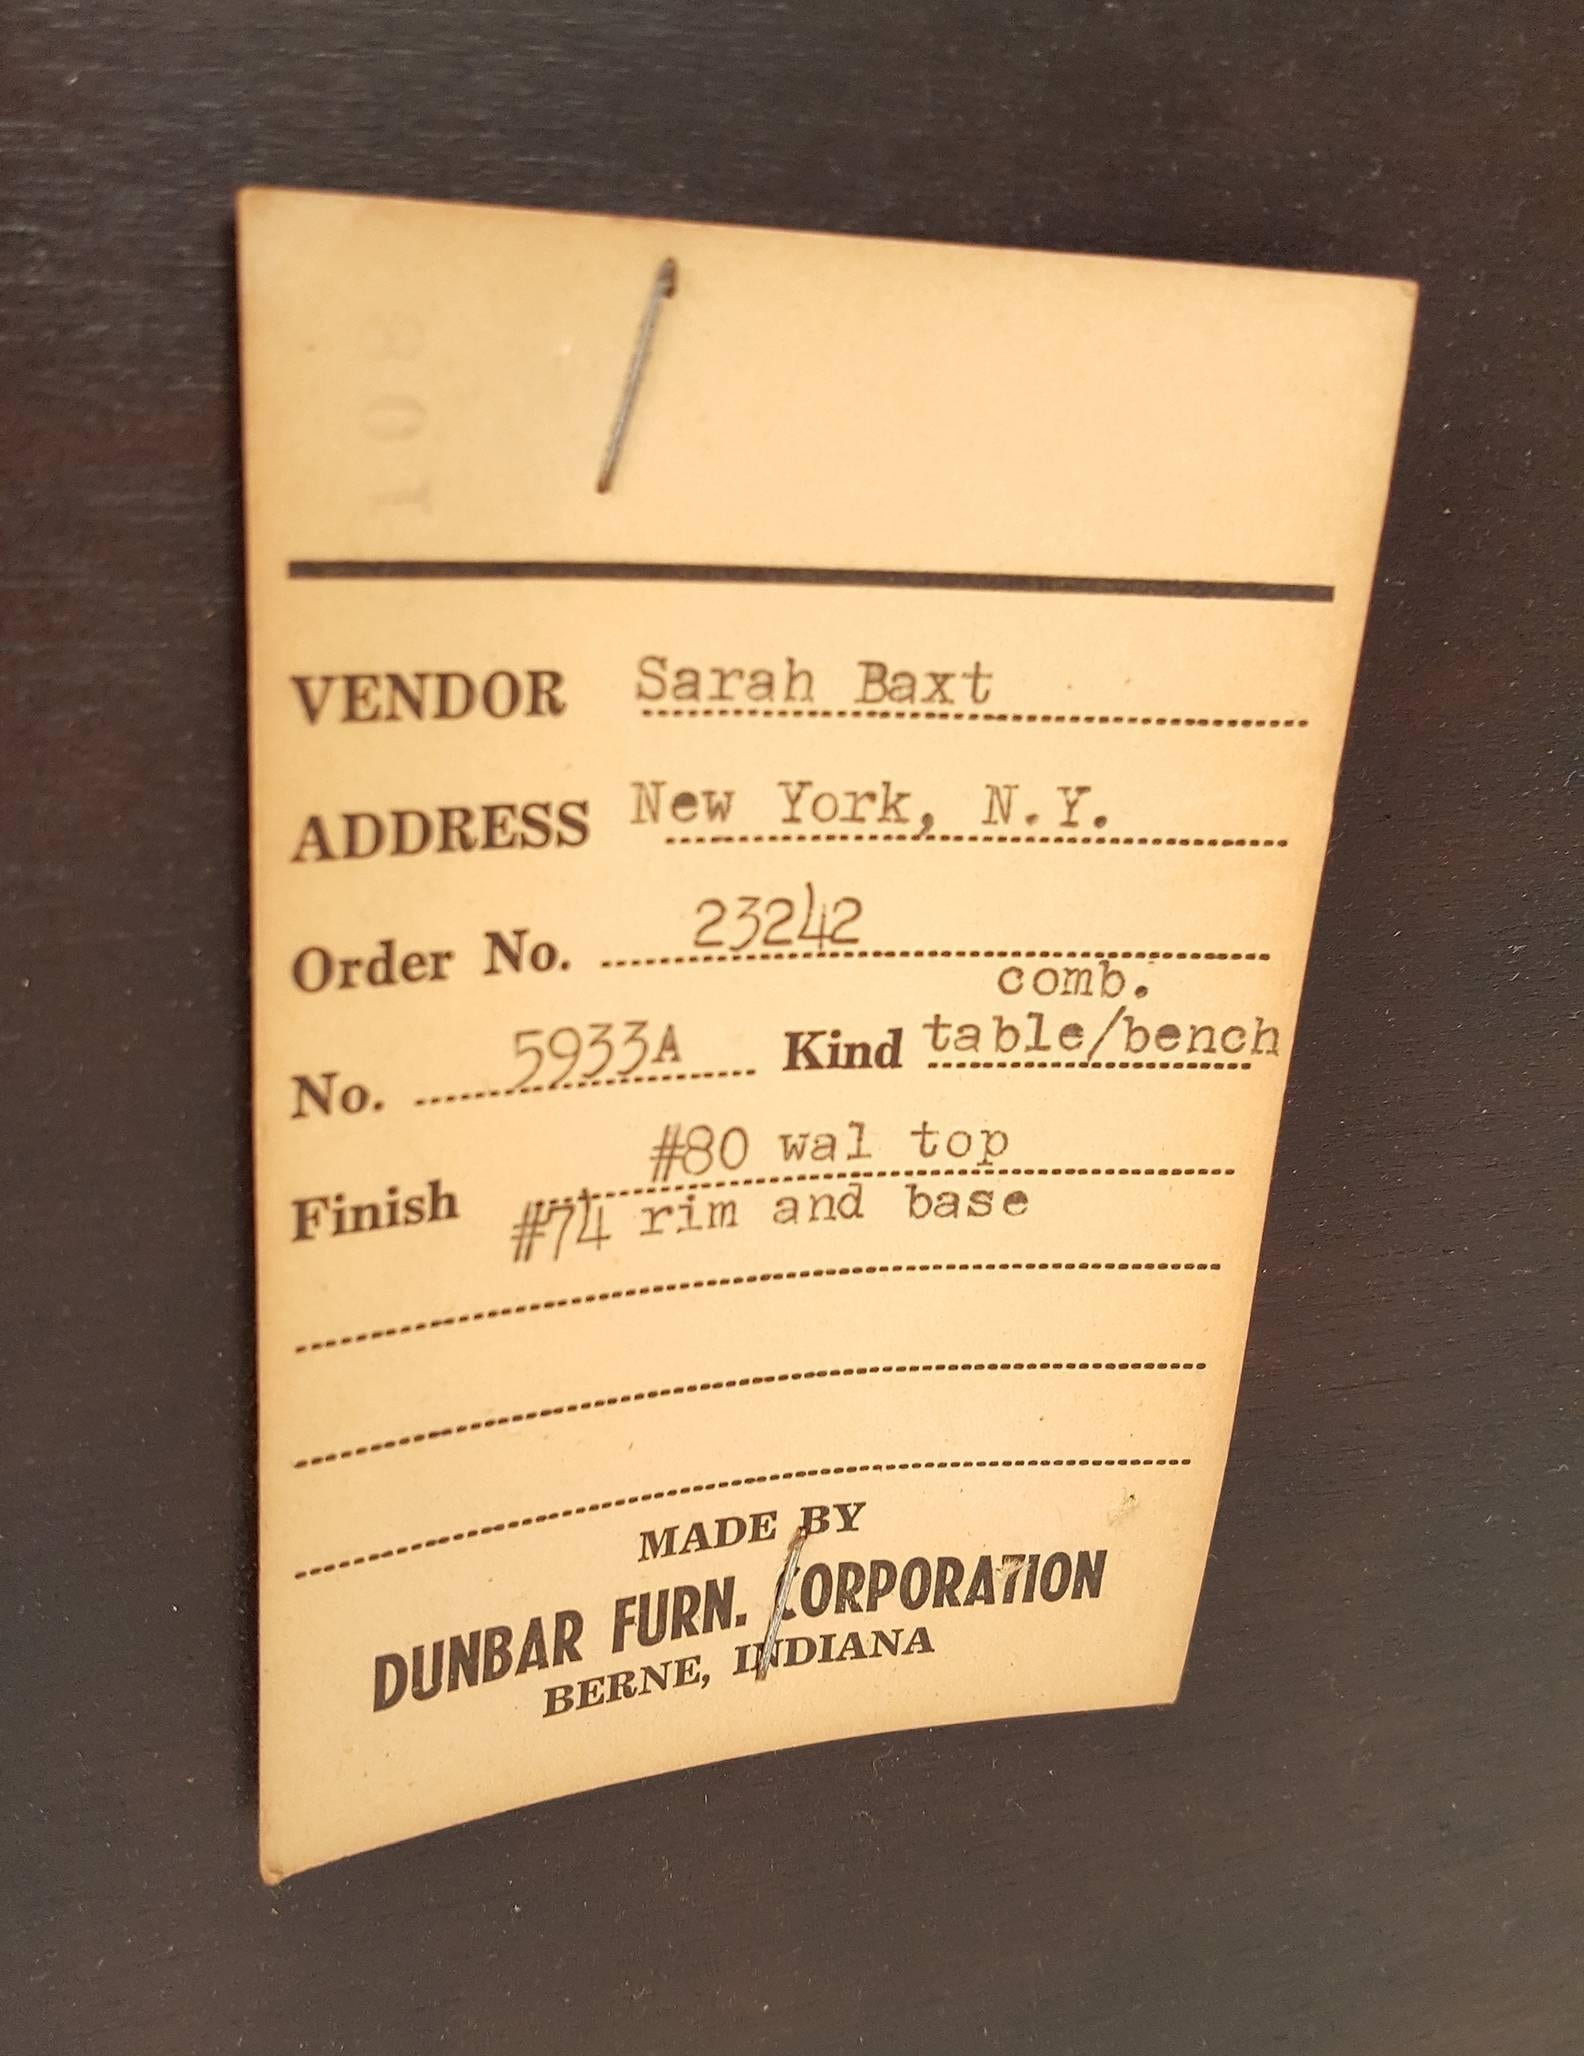 108
VENDOR Sarah Baxt
ADDRESS New York, N.Y.
Order No. 23242
comb.
No. 5933A Kind table/bench
#80 wal top
Finish #74 rim and base
MADE BY
DUNBAR FURN. CORPORATION
BERNE, INDIANA